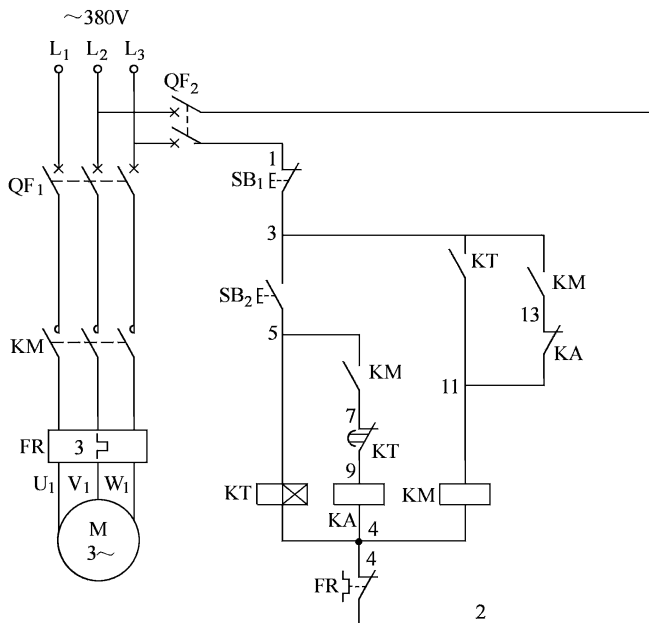 ~380V
L₁ L₂ L₃
QF₂
1
QF₁
SB₁
3
KT
KM
SB₂
13
5
KM
KM
KA
11
7
FR 3
KT
U₁ V₁ W₁
9
KT
KM
M
3~
KA
4
4
FR
2